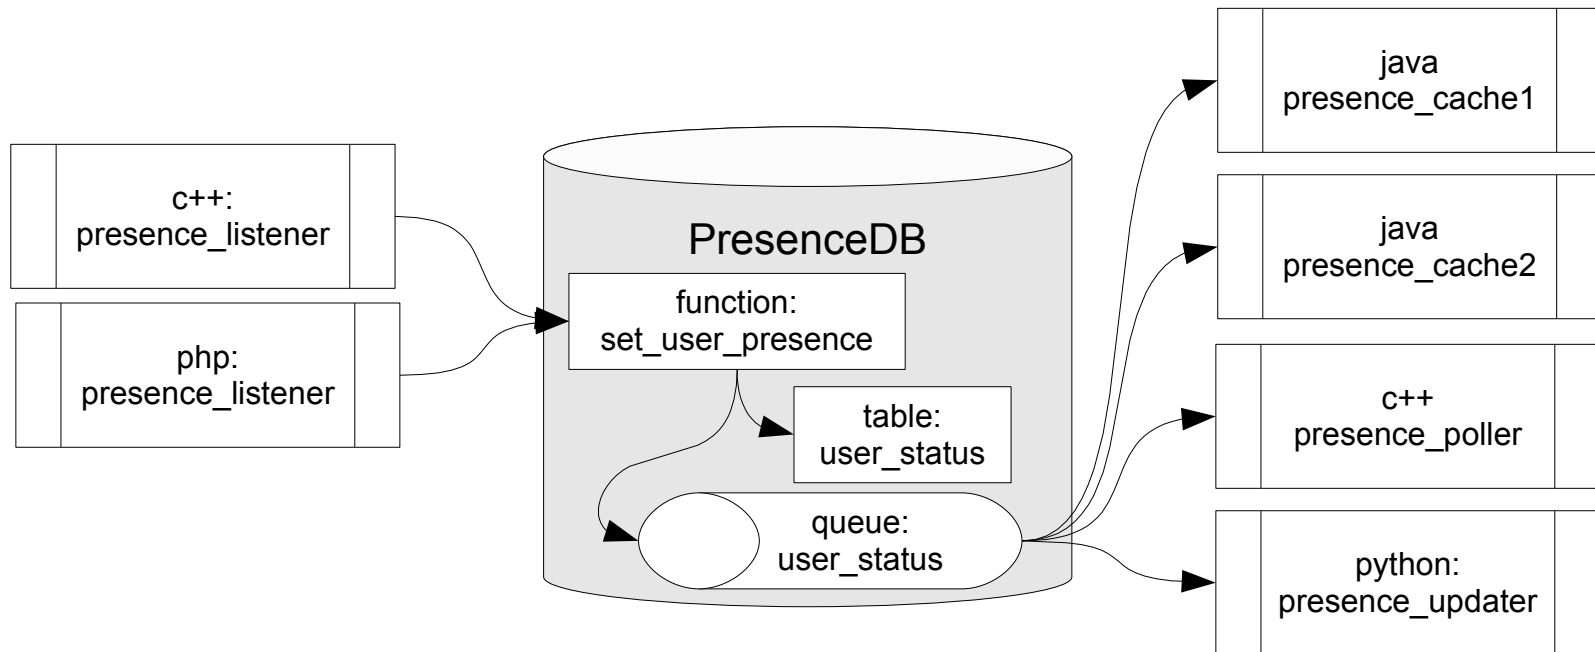 c++:
presence_listener
php:
presence_listener
PresenceDB
function:
set_user_presence
table:
user_status
queue:
user_status
java
presence_cache1
java
presence_cache2
c++
presence_poller
python:
presence_updater